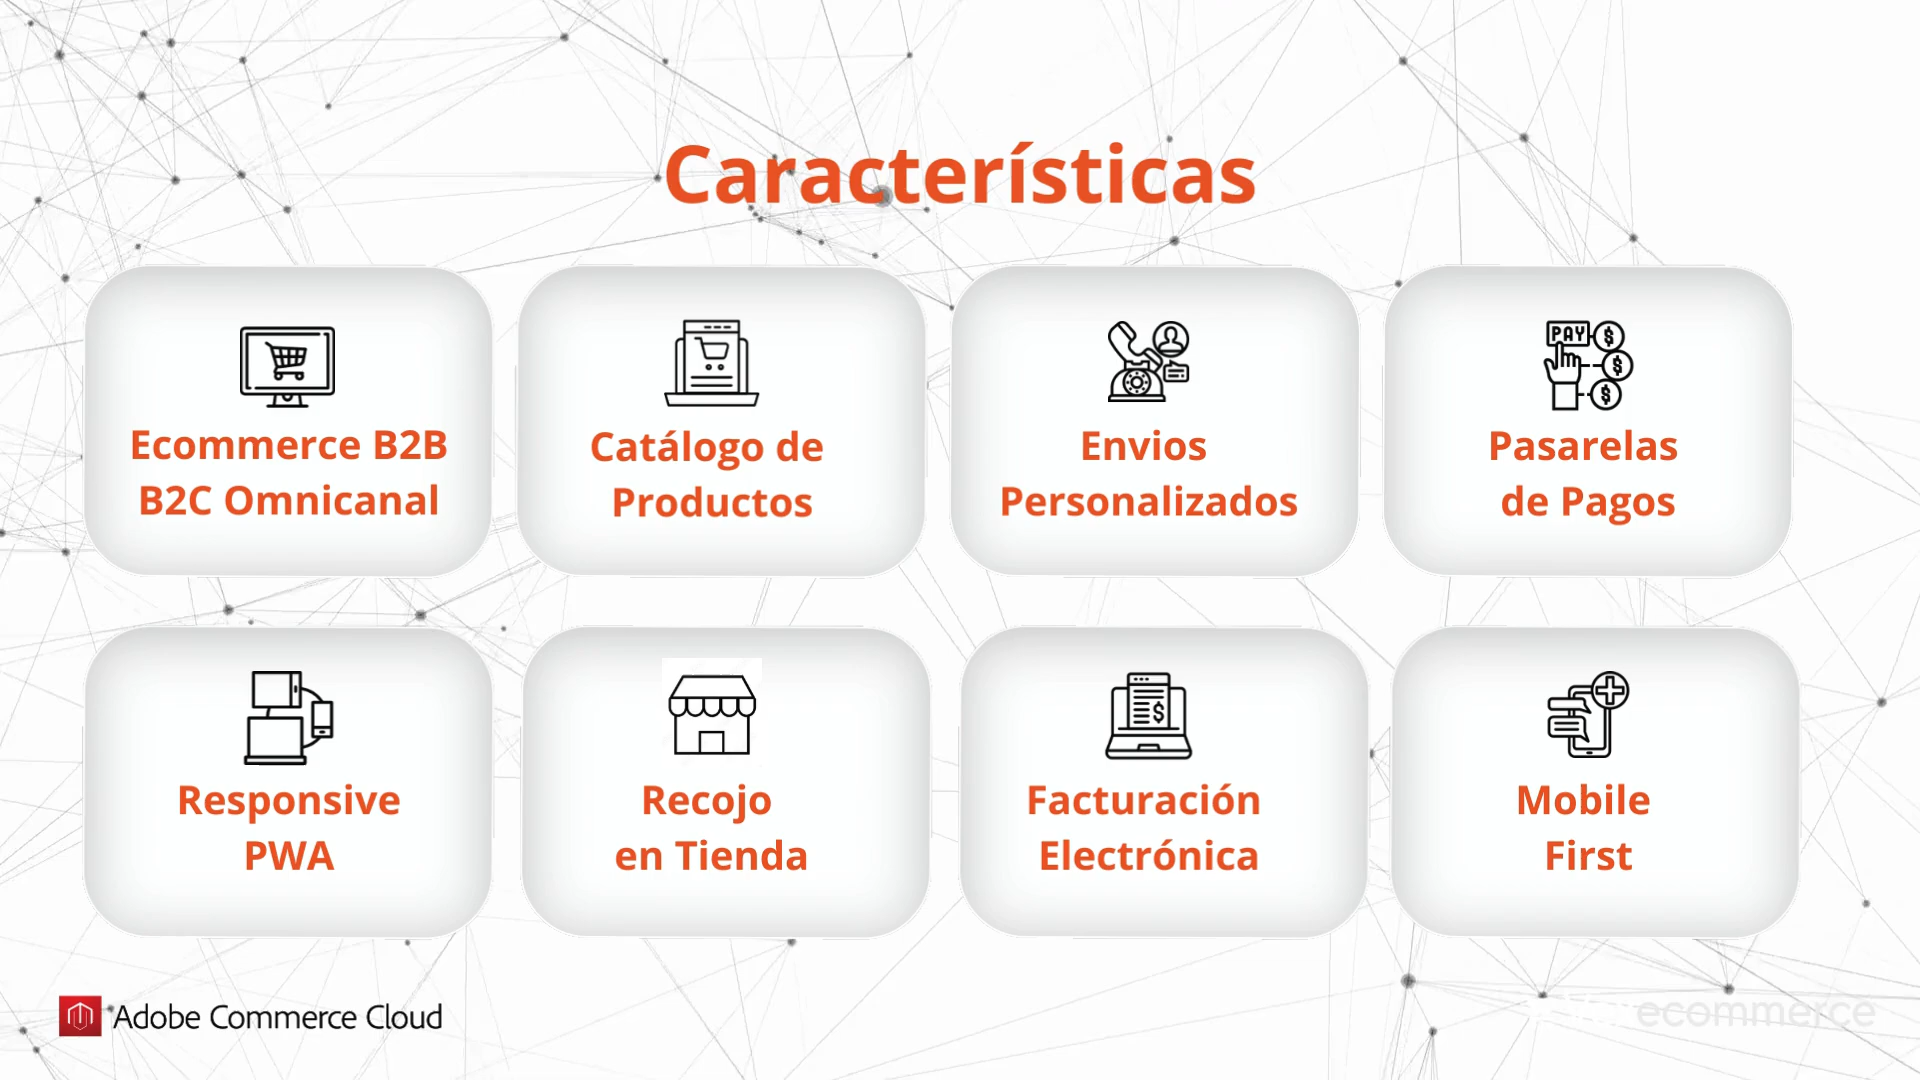 Características
Ecommerce B2B
B2C Omnicanal
Catálogo de
Productos
Envios
Personalizados
PAY
Pasarelas
de Pagos
Responsive
PWA
Recojo
en Tienda
Facturación
Electrónica
Mobile
First
Adobe Commerce Cloud
ecommerce